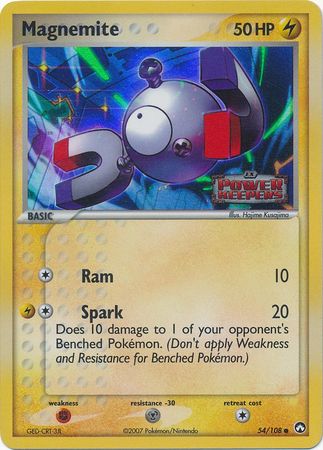 Magnemite 50 HP
EX
POWER
KEEPERS
BASIC
Illus. Hajime Kusajima
Ram 10
Spark 20
Does 10 damage to 1 of your opponent's
Benched Pokémon. (Don't apply Weakness
and Resistance for Benched Pokémon.)
weakness resistance -30 retreat cost
©2007 Pokémon/Nintendo 54/108 ●